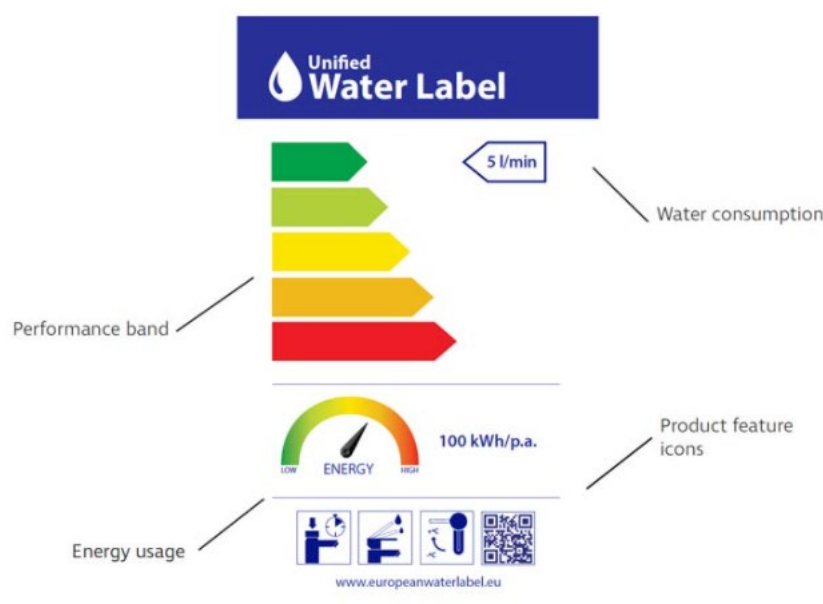 Unified
Water Label
5 l/min
Water consumption
Performance band
100 kWh/p.a.
LOW
ENERGY
HIGH
Product feature
icons
Energy usage
www.europeanwaterlabel.eu